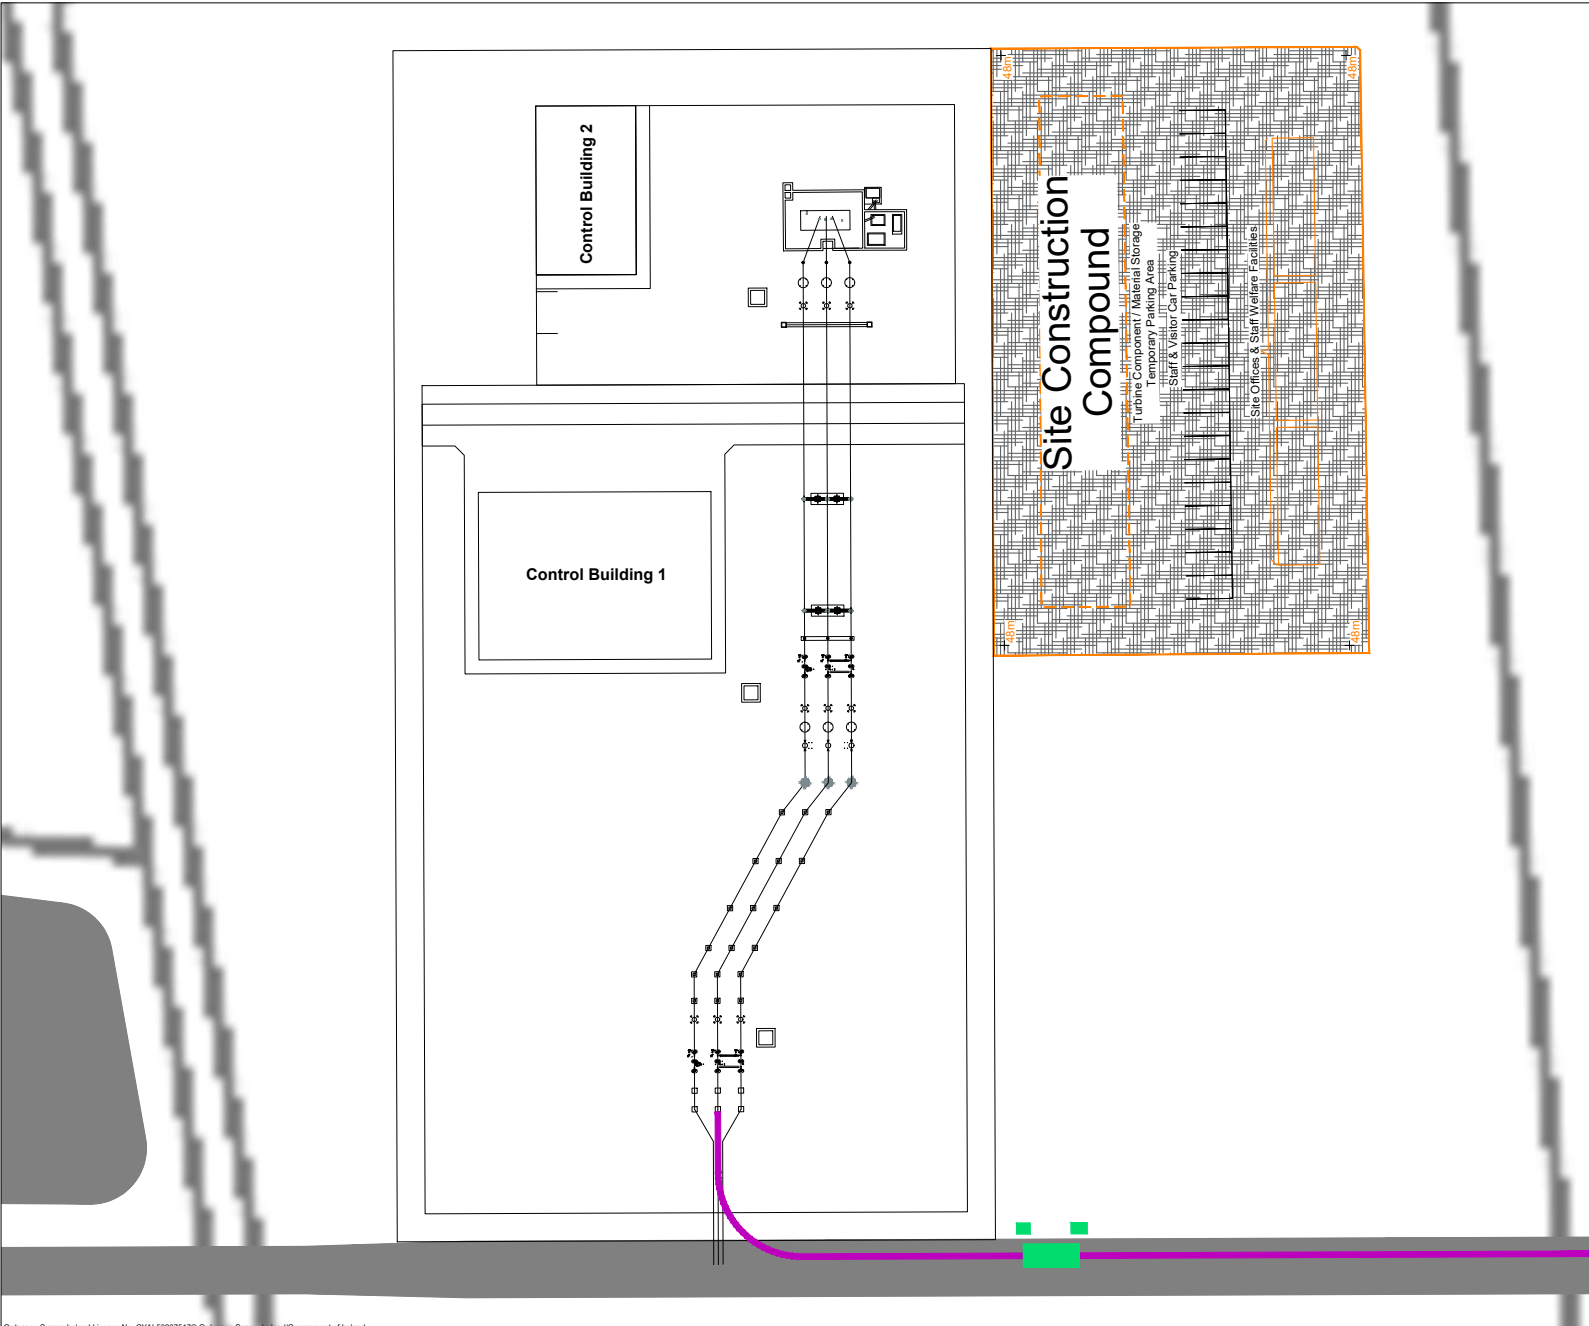 Control Building 2
Control Building 1
48m
48m
48m
48m
Site Construction
Compound
Turbine Component / Material Storage
Temporary Parking Area
Staff & Visitor Car Parking
Site Offices & Staff Welfare Facilities